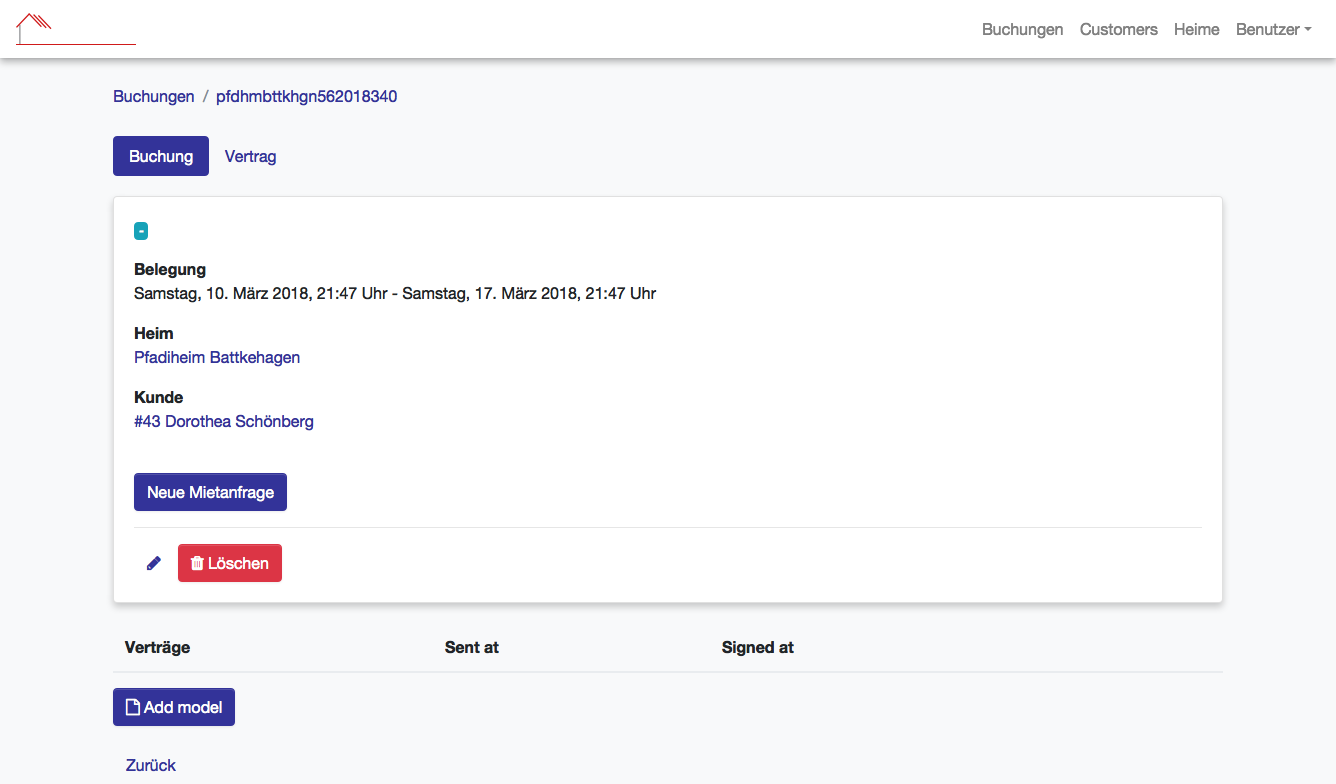 Buchungen Customers Heime Benutzer
Buchungen / pfdhmbttkhgn562018340
Buchung Vertrag
-
Belegung
Samstag, 10. März 2018, 21:47 Uhr - Samstag, 17. März 2018, 21:47 Uhr
Heim
Pfadiheim Battkehagen
Kunde
#43 Dorothea Schönberg
Neue Mietanfrage
Löschen
Verträge Sent at Signed at
Add model
Zurück